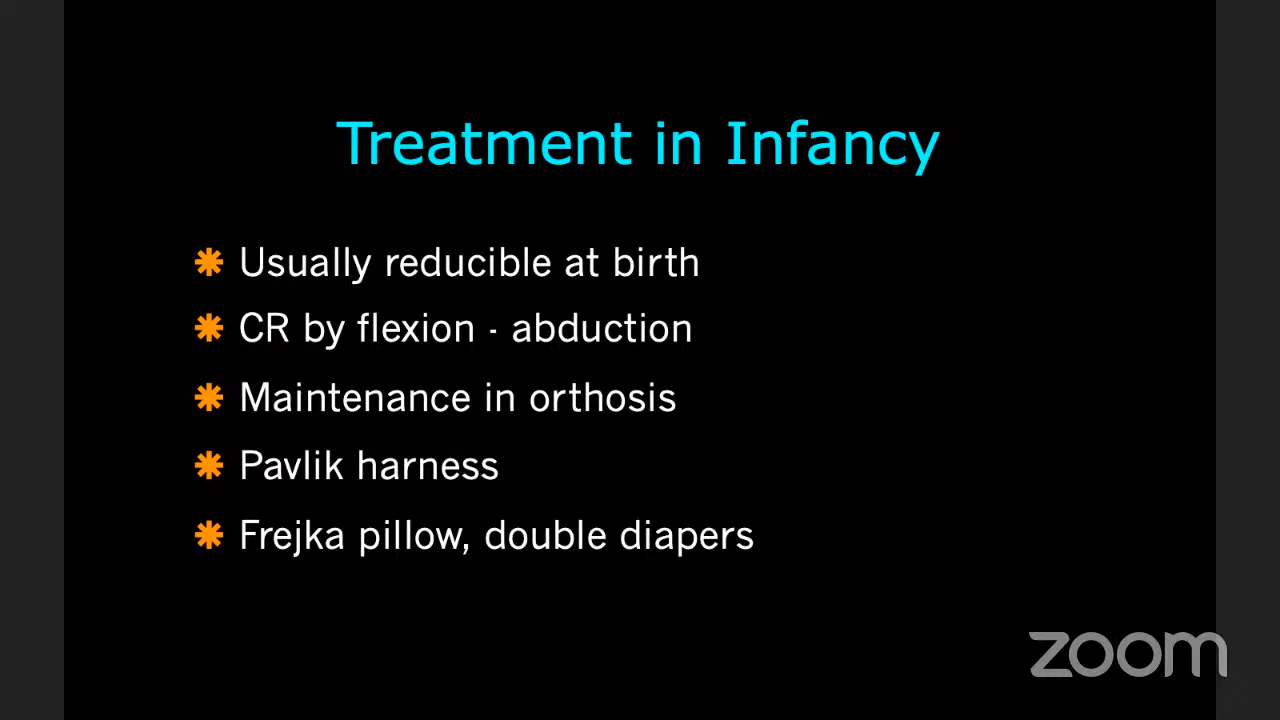 Treatment in Infancy
Usually reducible at birth
CR by flexion - abduction
Maintenance in orthosis
Pavlik harness
Frejka pillow, double diapers
zoom